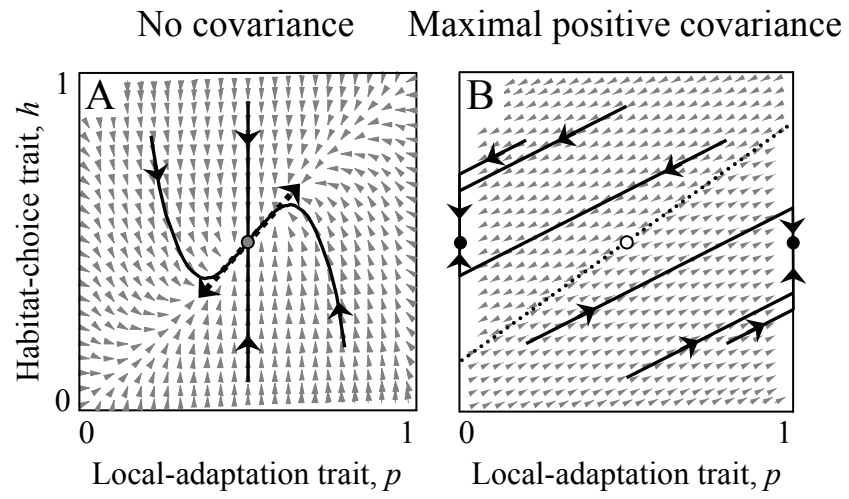 No covariance
Maximal positive covariance
Habitat-choice trait, h
1
0
A
0
1
Local-adaptation trait, p
B
0
1
Local-adaptation trait, p